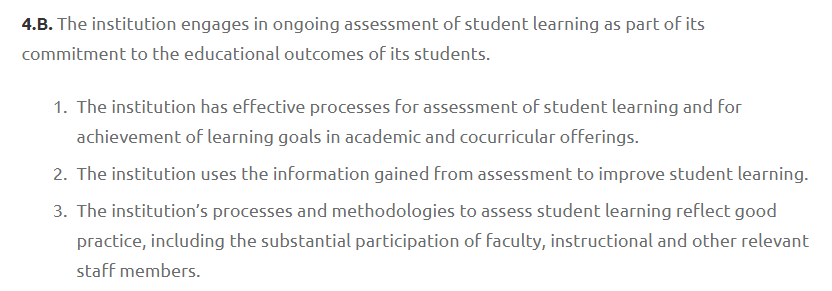 4.B. The institution engages in ongoing assessment of student learning as part of its
commitment to the educational outcomes of its students.
1. The institution has effective processes for assessment of student learning and for
achievement of learning goals in academic and cocurricular offerings.
2. The institution uses the information gained from assessment to improve student learning.
3. The institution’s processes and methodologies to assess student learning reflect good
practice, including the substantial participation of faculty, instructional and other relevant
staff members.